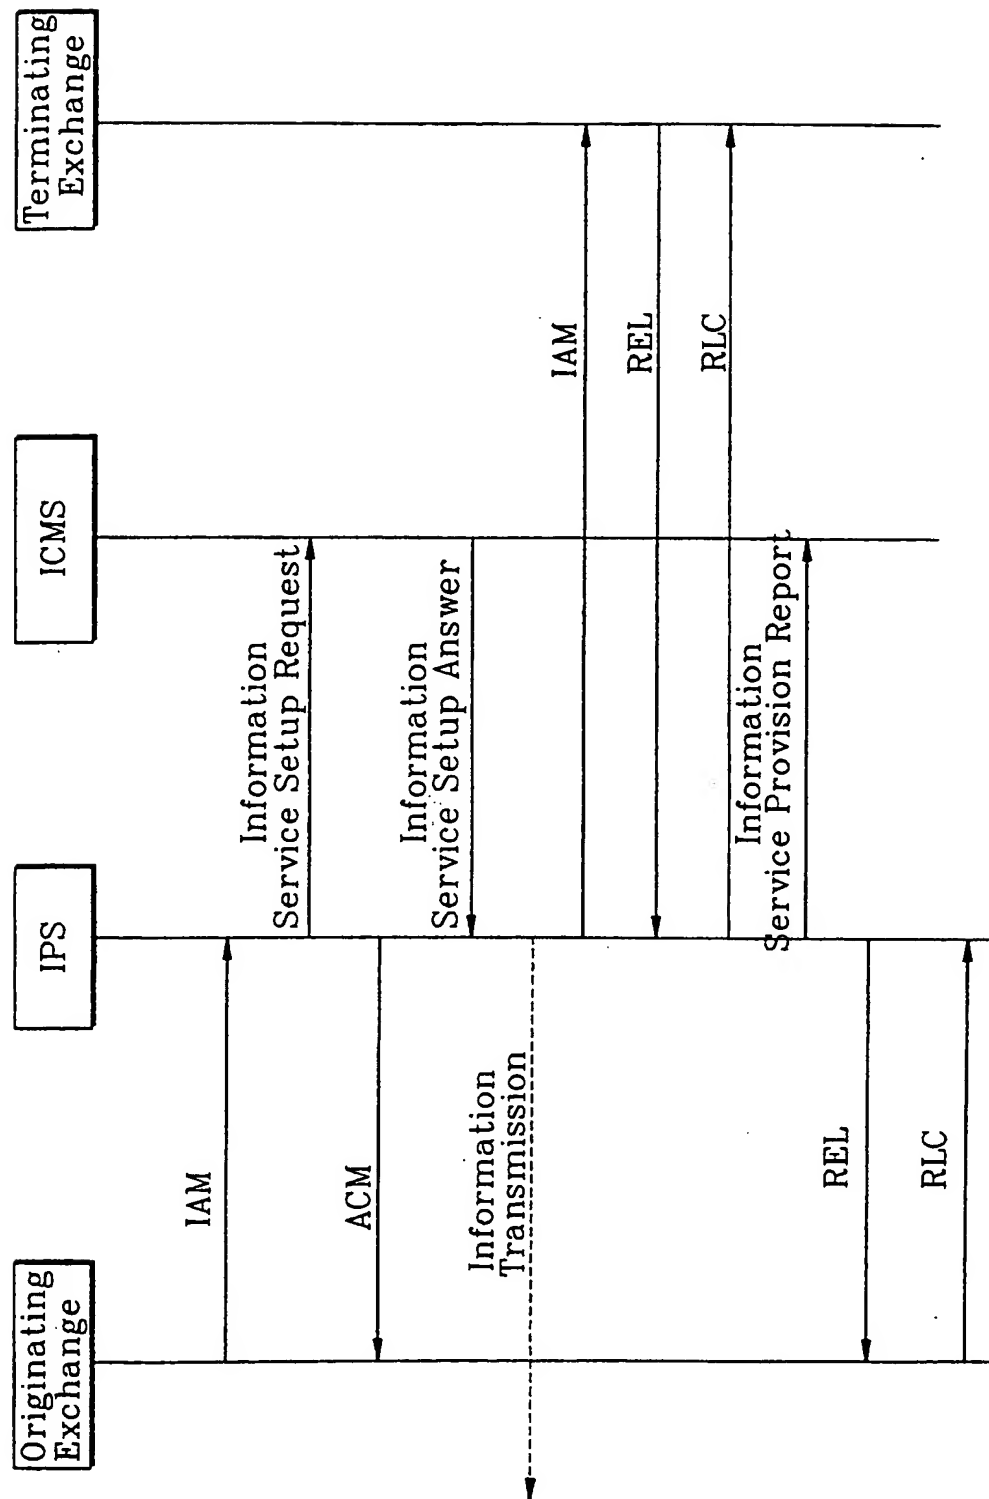 Originating
Exchange
IPS
ICMS
Terminating
Exchange
IAM
Information
Service Setup Request
ACM
Information
Service Setup Answer
Information
Transmission
IAM
REL
RLC
Information
Service Provision Report
REL
RLC